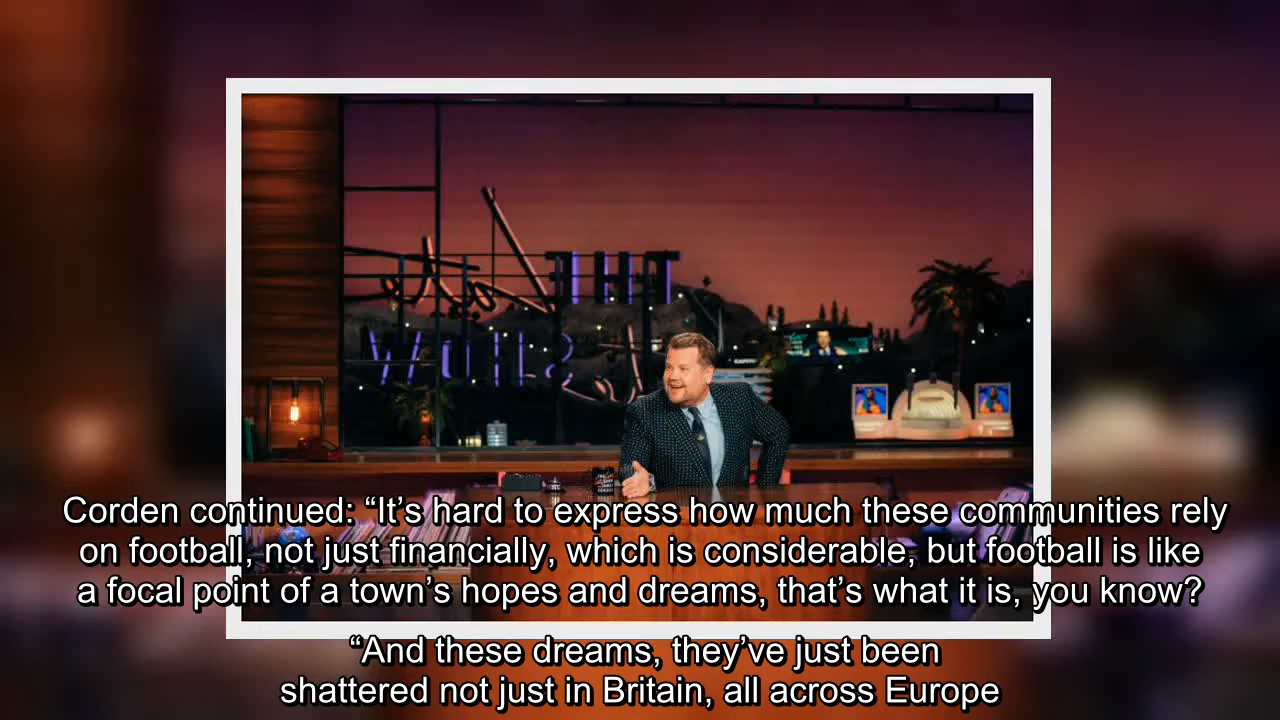 THE Late
Corden continued: “It’s hard to express how much these communities rely
on football, not just financially, which is considerable, but football is like
a focal point of a town’s hopes and dreams, that’s what it is, you know?
“And these dreams, they’ve just been
shattered not just in Britain, all across Europe